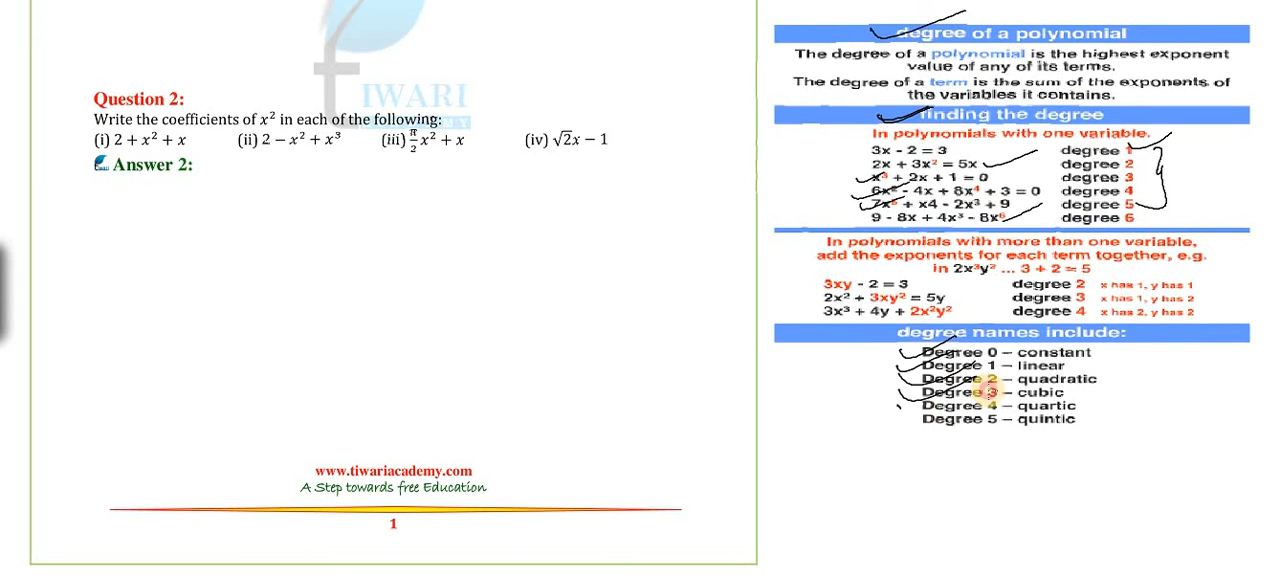 IWARI
Question 2:
Write the coefficients of x² in each of the following:
(i) 2 + x² + x (ii) 2 − x² + x³ (iii) π/2 x² + x (iv) √2x − 1
Answer 2:
www.tiwariacademy.com
A Step towards free Education
1
degree of a polynomial
The degree of a polynomial is the highest exponent
value of any of its terms.
The degree of a term is the sum of the exponents of
the variables it contains.
finding the degree
In polynomials with one variable.
3x - 2 = 3 degree 1
2x + 3x² = 5x degree 2
x³ + 2x + 1 = 0 degree 3
6x² - 4x + 8x⁴ + 3 = 0 degree 4
7x⁵ + x4 - 2x³ + 9 degree 5
9 - 8x + 4x³ - 8x⁶ degree 6
In polynomials with more than one variable,
add the exponents for each term together, e.g.
in 2x³y² ... 3 + 2 = 5
3xy - 2 = 3 degree 2 x has 1, y has 1
2x² + 3xy² = 5y degree 3 x has 1, y has 2
3x³ + 4y + 2x²y² degree 4 x has 2, y has 2
degree names include:
Degree 0 – constant
Degree 1 – linear
Degree 2 – quadratic
Degree 3 – cubic
Degree 4 – quartic
Degree 5 – quintic